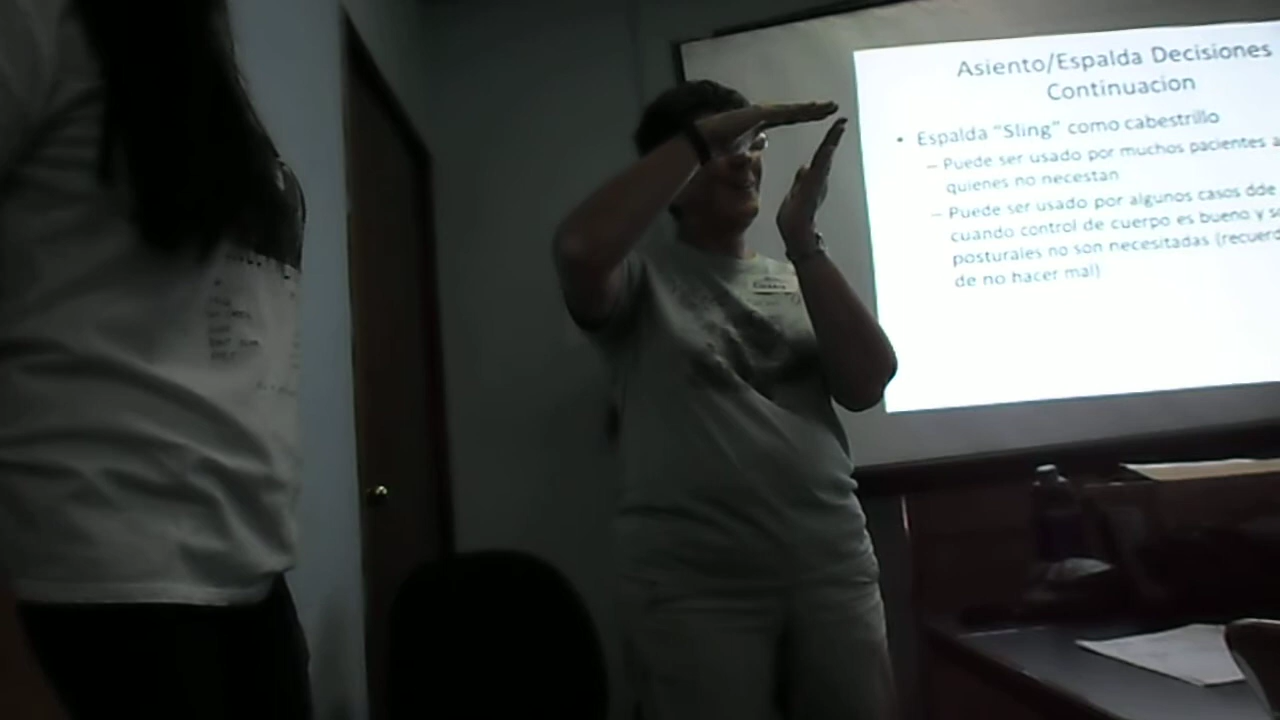 Asiento/Espalda Decisiones
Continuacion
• Espalda "Sling" como cabestrillo
– Puede ser usado por muchos pacientes a
quienes no necesitan
– Puede ser usado por algunos casos dde
cuando control de cuerpo es bueno y s
posturales no son necesitadas (recuerd
de no hacer mal)